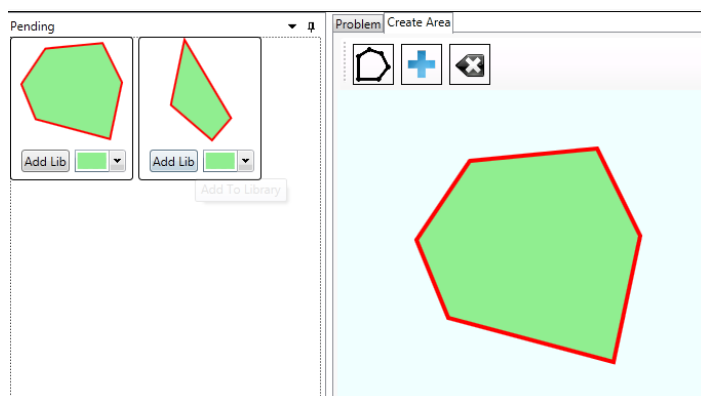 Pending
Problem Create Area
Add Lib
Add Lib
Add To Library